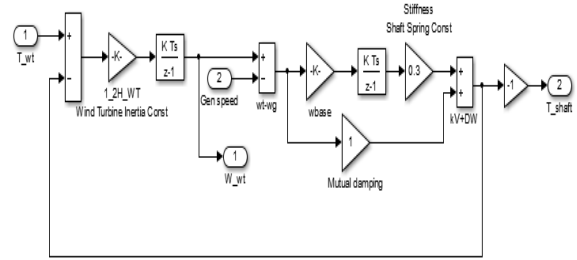 Stiffness
Shaft Spring Const
1
T_wt
+
-K-
K Ts
z-1
+
-K-
K Ts
z-1
0.3
+
+
-1
2
T_shaft
−
1_2H_WT
Wind Turbine Inertia Const
2
Gen speed
−
wt-wg
wbase
kV+DW
1
W_wt
1
Mutual damping